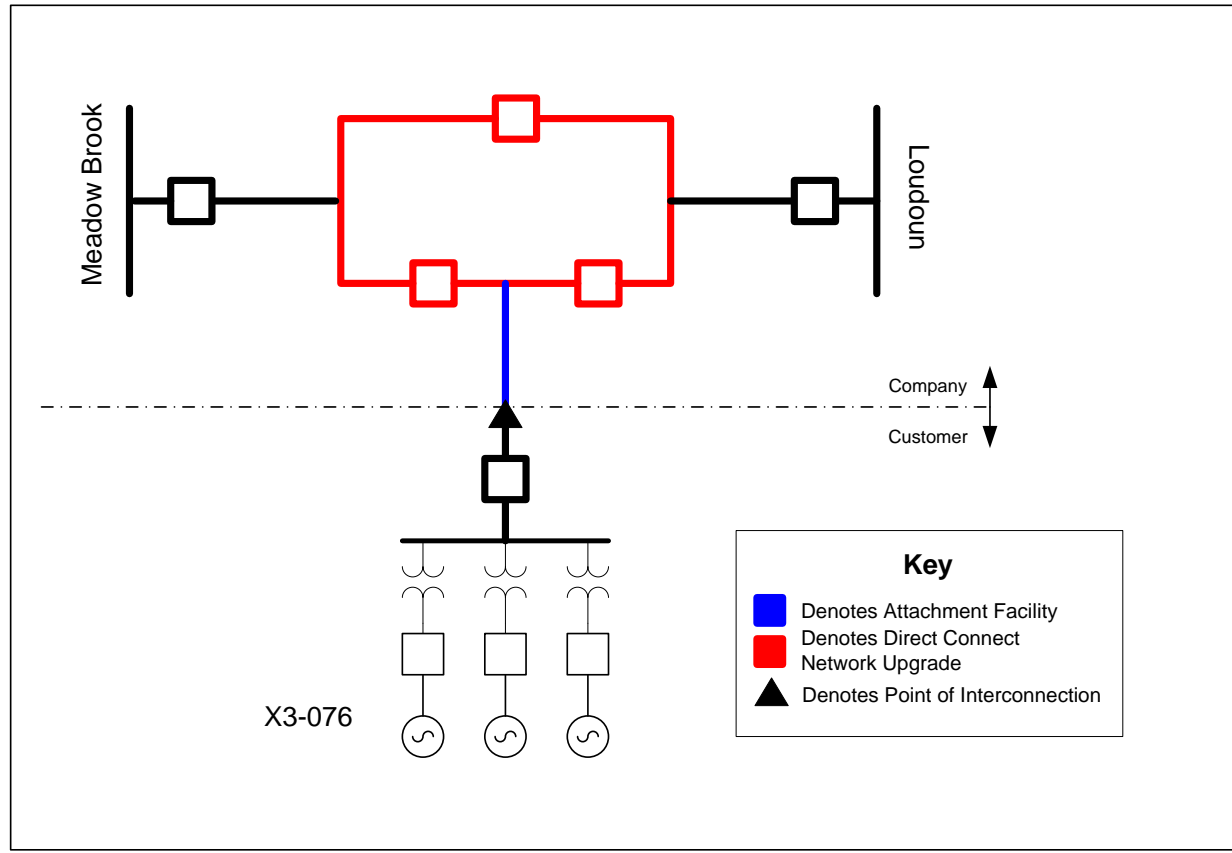 Meadow Brook
Loudoun
Company
Customer
X3-076
Key
Denotes Attachment Facility
Denotes Direct Connect
Network Upgrade
Denotes Point of Interconnection